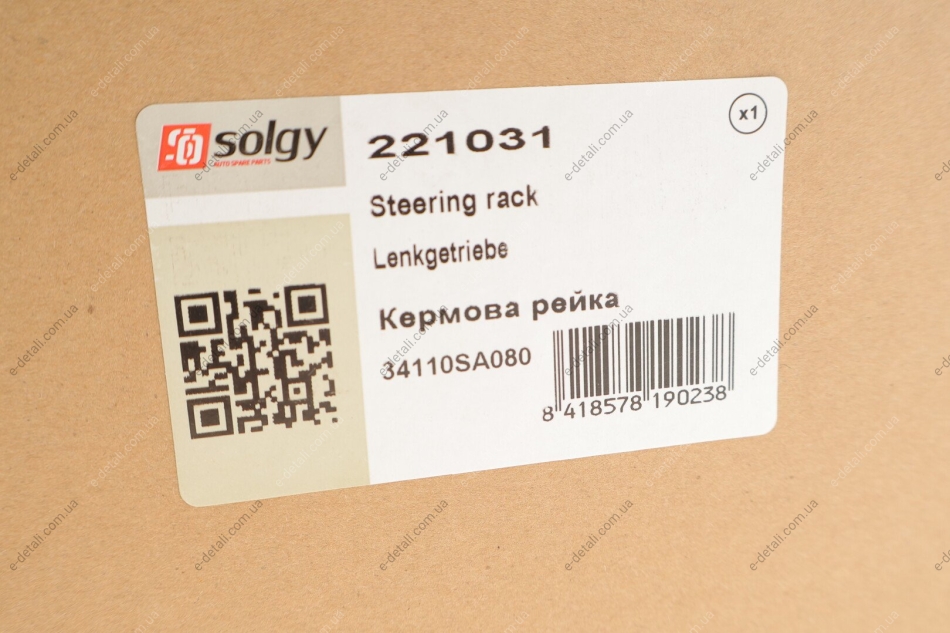 solgy
AUTO SPARE PARTS
221031
x1
Steering rack
Lenkgetriebe
Кермова рейка
34110SA080
8 418578 190238
e-detali.com.ua